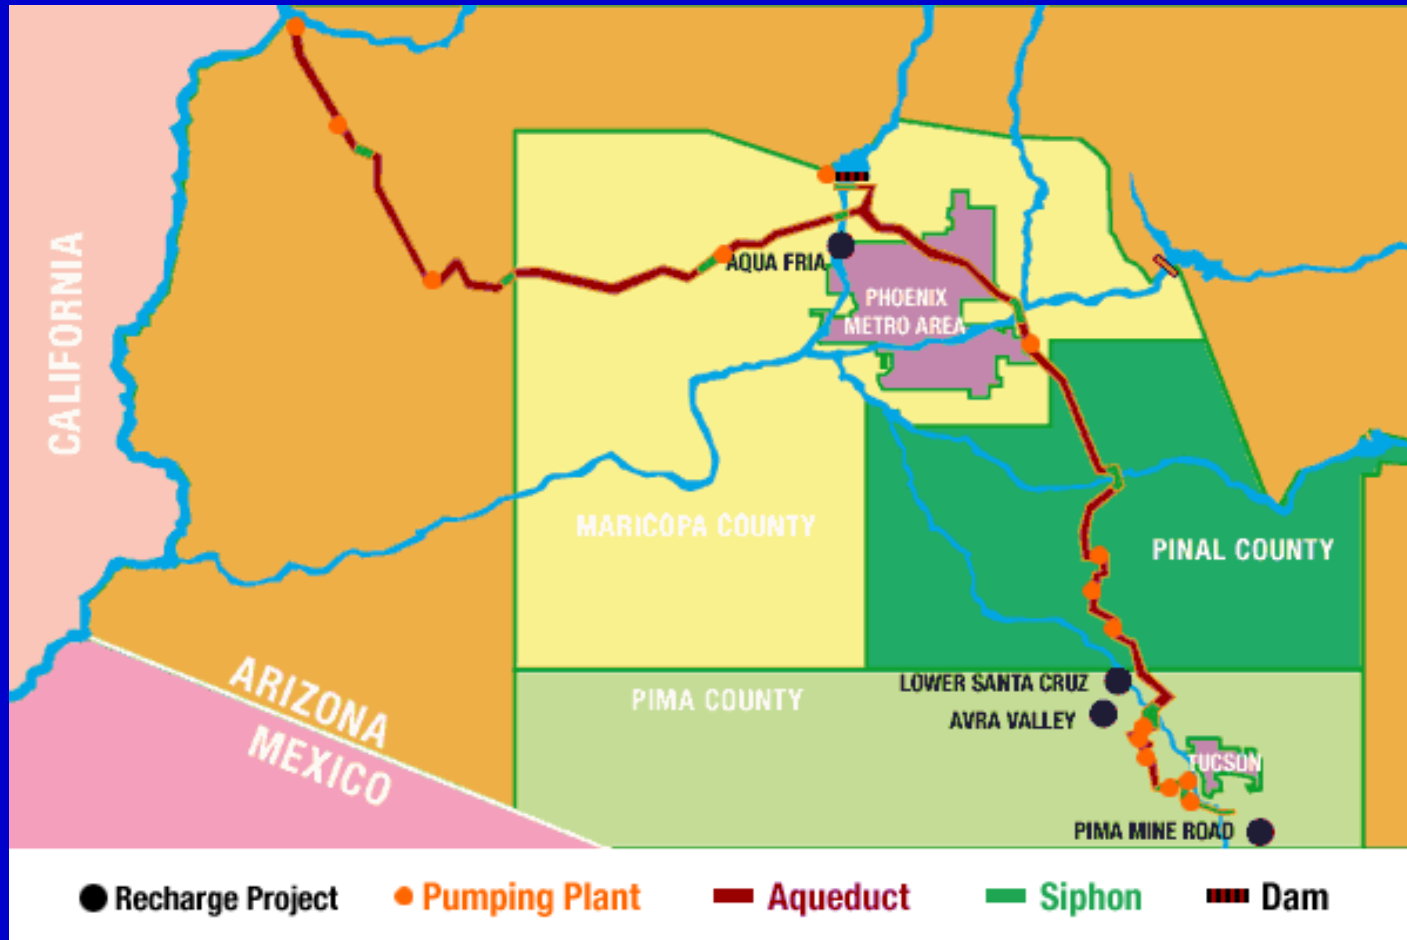 CALIFORNIA
AQUA FRIA
PHOENIX
METRO AREA
MARICOPA COUNTY
PINAL COUNTY
ARIZONA
MEXICO
PIMA COUNTY
LOWER SANTA CRUZ
AVRA VALLEY
TUCSON
PIMA MINE ROAD
Recharge Project
Pumping Plant
Aqueduct
Siphon
Dam